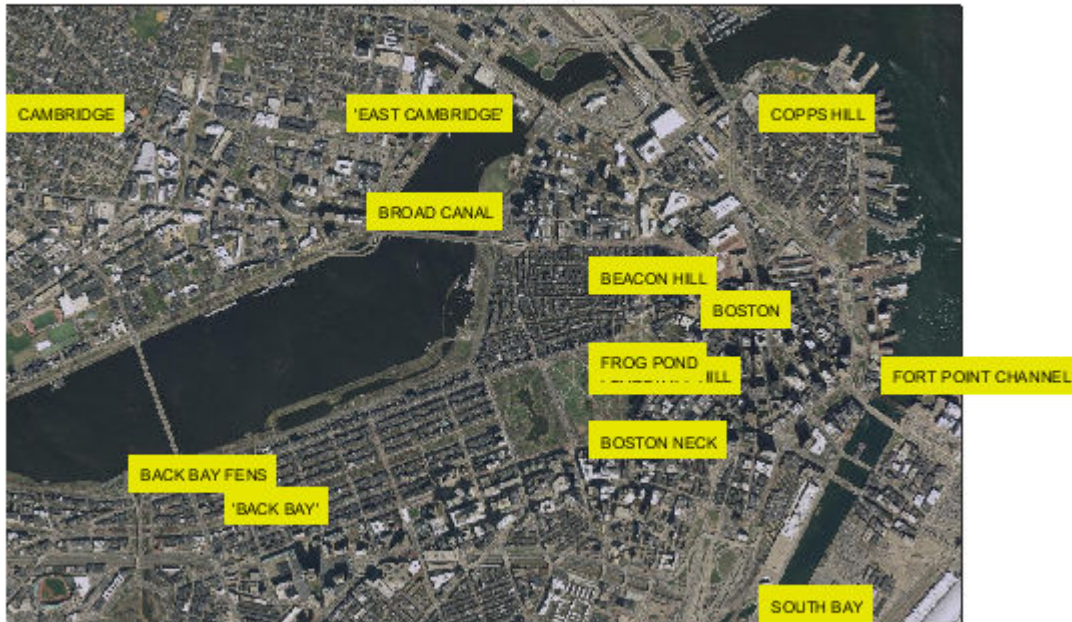 CAMBRIDGE
'EAST CAMBRIDGE'
COPPS HILL
BROAD CANAL
BEACON HILL
BOSTON
FROG POND
HILL
FORT POINT CHANNEL
BOSTON NECK
BACK BAY FENS
'BACK BAY'
SOUTH BAY